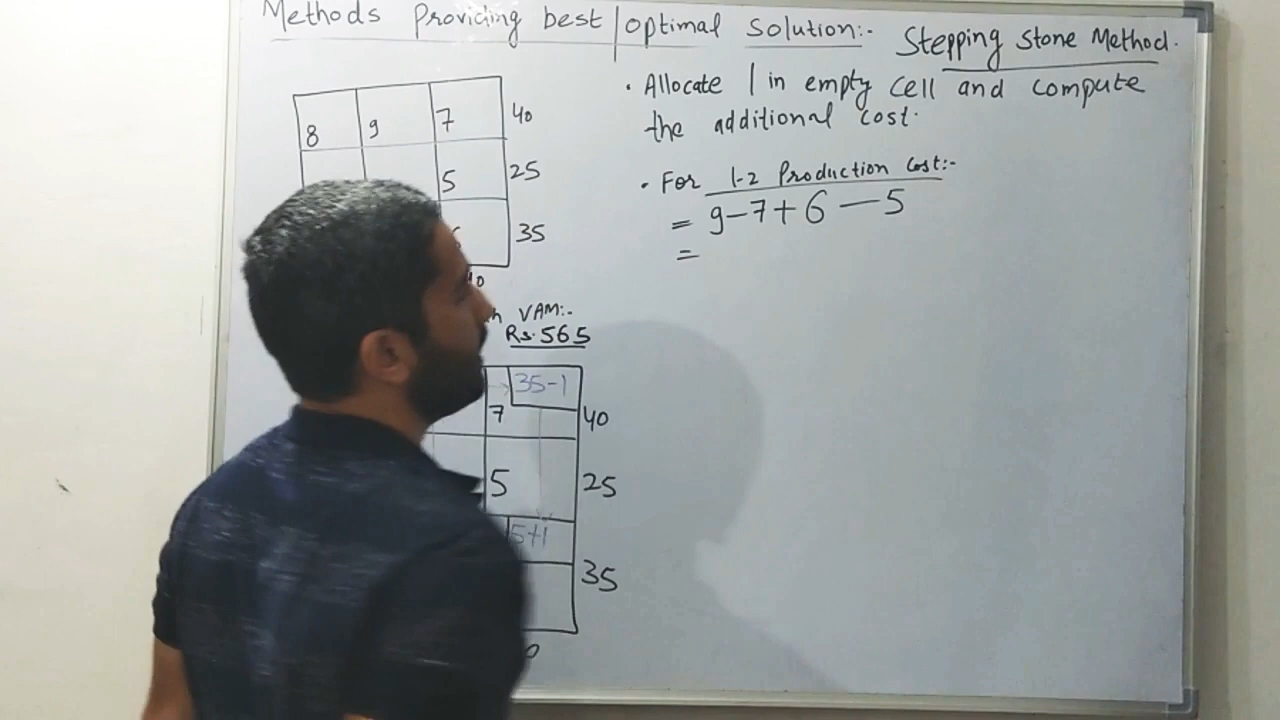 Methods Providing best/optimal solution:- Stepping Stone Method.
• Allocate 1 in empty cell and compute
the additional cost.
• For 1-2 Production Cost:-
= 9-7+6-5
=
8 9 7 40
5 25
35
VAM:-
Rs.565
35-1
7 40
5 25
5+1
35